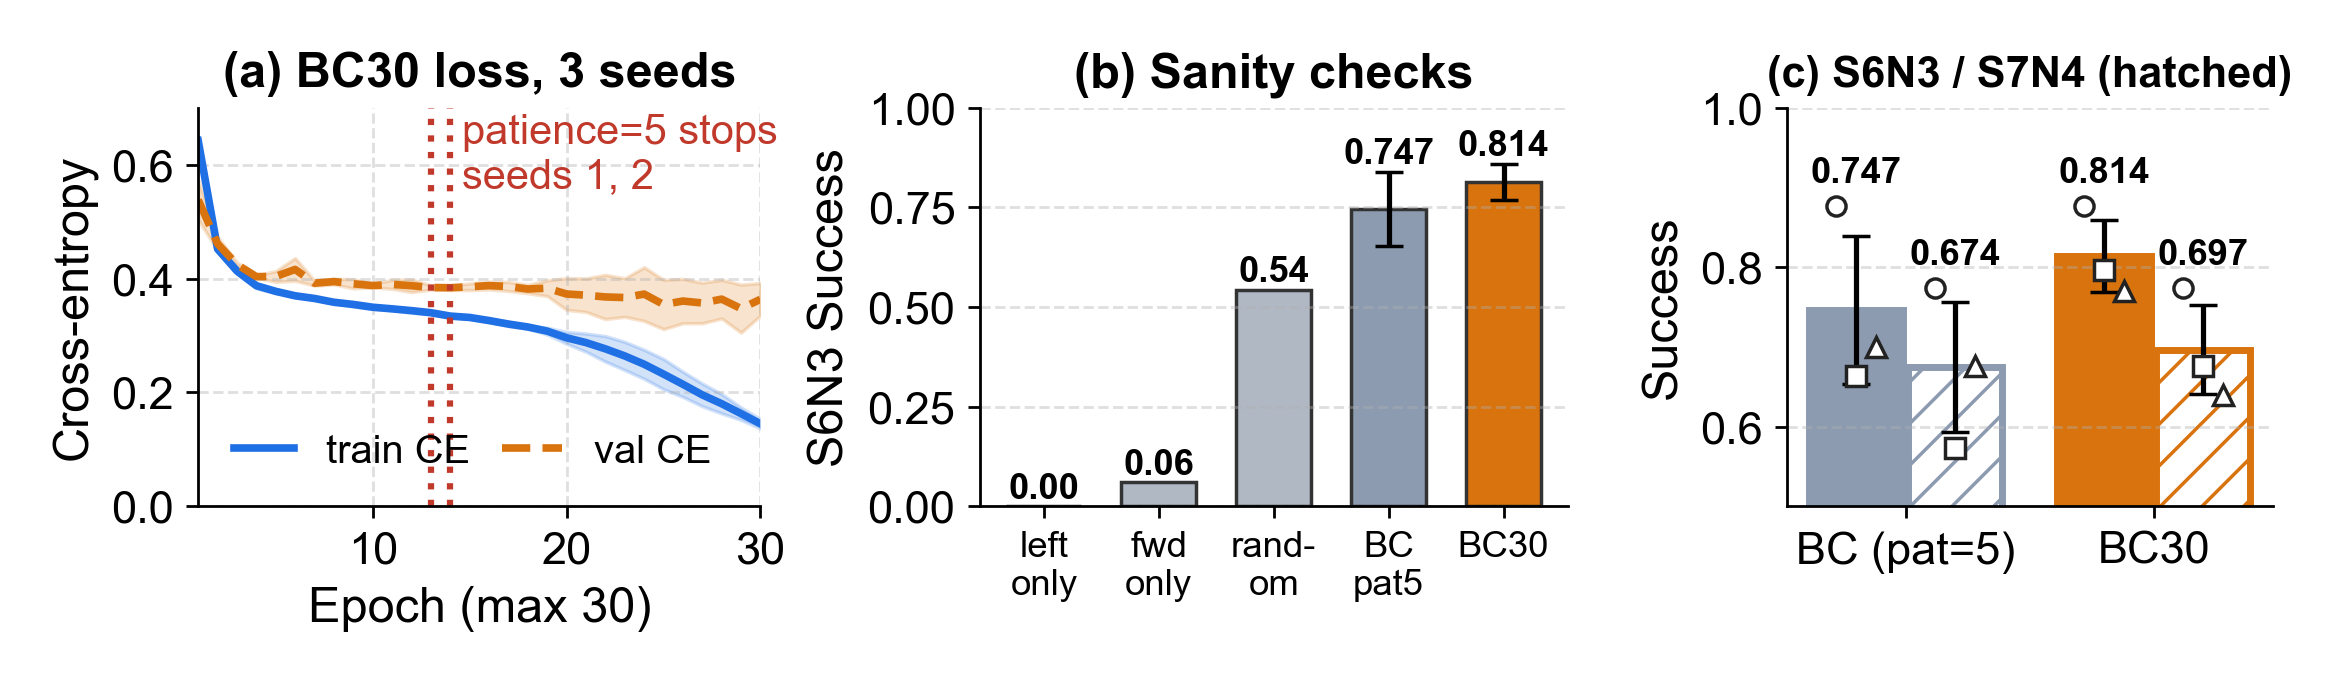 (a) BC30 loss, 3 seeds
Cross-entropy
0.6
0.4
0.2
0.0
patience=5 stops
seeds 1, 2
train CE
val CE
10
20
30
Epoch (max 30)
(b) Sanity checks
S6N3 Success
1.00
0.75
0.50
0.25
0.00
0.00
0.06
0.54
0.747
0.814
left
only
fwd
only
rand-
om
BC
pat5
BC30
(c) S6N3 / S7N4 (hatched)
Success
1.0
0.8
0.6
0.747
0.674
0.814
0.697
BC (pat=5)
BC30